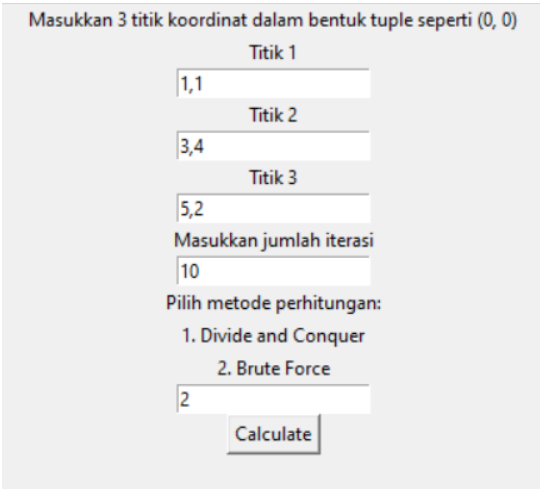 Masukkan 3 titik koordinat dalam bentuk tuple seperti (0, 0)
Titik 1
1,1
Titik 2
3,4
Titik 3
5,2
Masukkan jumlah iterasi
10
Pilih metode perhitungan:
1. Divide and Conquer
2. Brute Force
2
Calculate